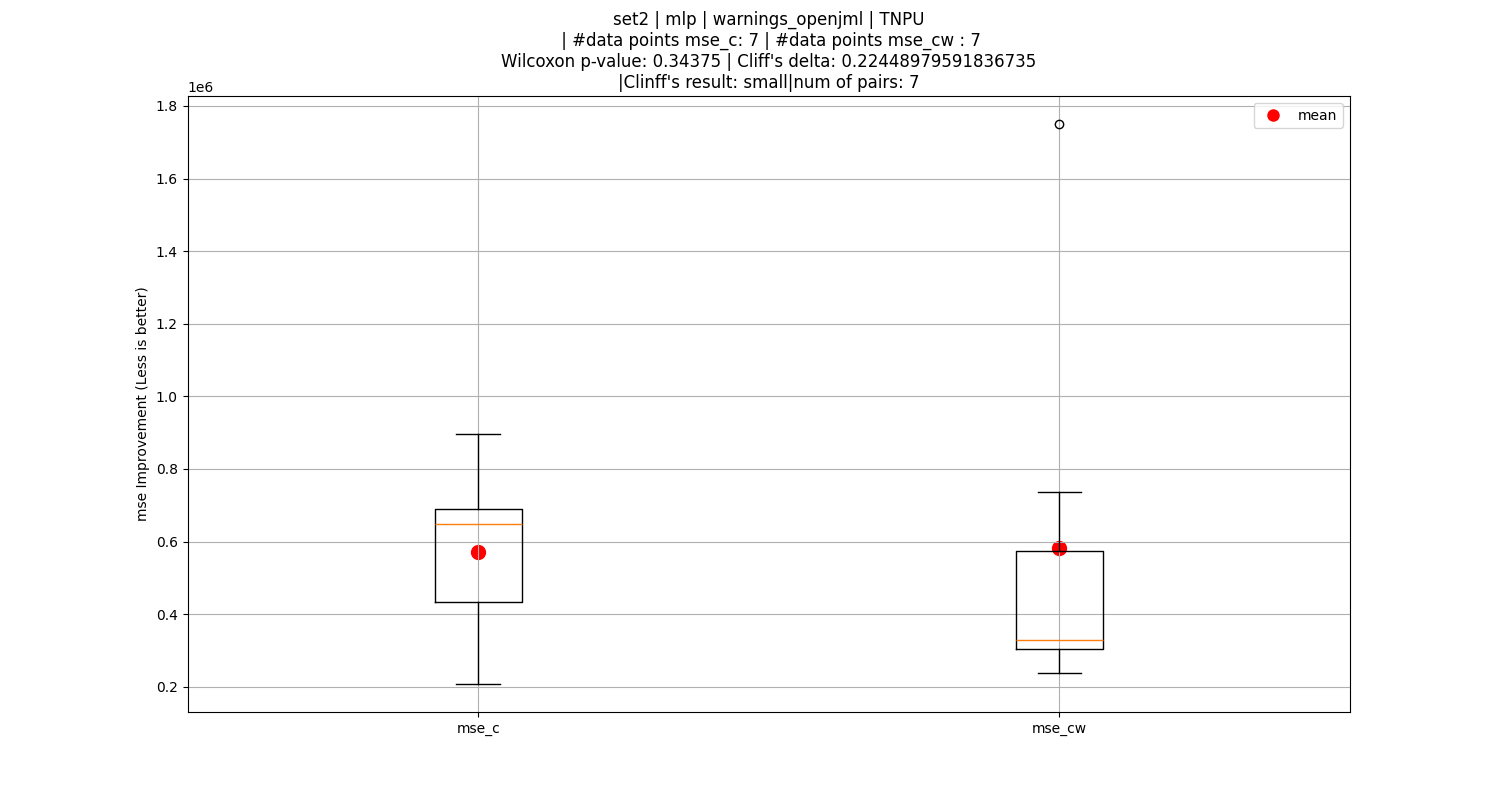 set2 | mlp | warnings_openjml | TNPU
| #data points mse_c: 7 | #data points mse_cw : 7
Wilcoxon p-value: 0.34375 | Cliff's delta: 0.22448979591836735
|Clinff's result: small|num of pairs: 7
1e6
mean
1.8
1.6
1.4
1.2
1.0
0.8
0.6
0.4
0.2
mse Improvement (Less is better)
mse_c
mse_cw